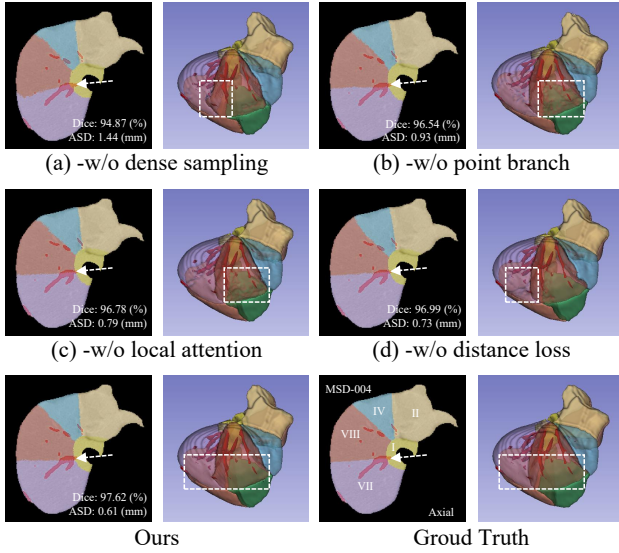 Dice: 94.87 (%)
ASD: 1.44 (mm)
Dice: 96.54 (%)
ASD: 0.93 (mm)
(a) -w/o dense sampling
(b) -w/o point branch
Dice: 96.78 (%)
ASD: 0.79 (mm)
Dice: 96.99 (%)
ASD: 0.73 (mm)
(c) -w/o local attention
(d) -w/o distance loss
Dice: 97.62 (%)
ASD: 0.61 (mm)
MSD-004
IV
II
VIII
I
VII
Axial
Ours
Groud Truth